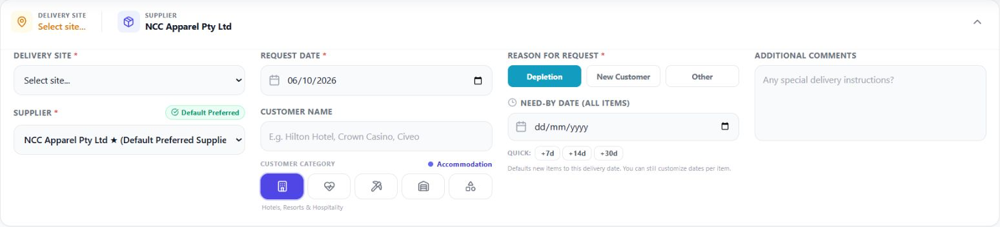 DELIVERY SITE
Select site...
SUPPLIER
NCC Apparel Pty Ltd
DELIVERY SITE *
Select site...
SUPPLIER *
Default Preferred
NCC Apparel Pty Ltd ★ (Default Preferred Supplie
REQUEST DATE *
06/10/2026
CUSTOMER NAME
E.g. Hilton Hotel, Crown Casino, Civeo
CUSTOMER CATEGORY
Accommodation
Hotels, Resorts & Hospitality
REASON FOR REQUEST *
Depletion
New Customer
Other
NEED-BY DATE (ALL ITEMS)
dd/mm/yyyy
QUICK: +7d +14d +30d
Defaults new items to this delivery date. You can still customize dates per item.
ADDITIONAL COMMENTS
Any special delivery instructions?